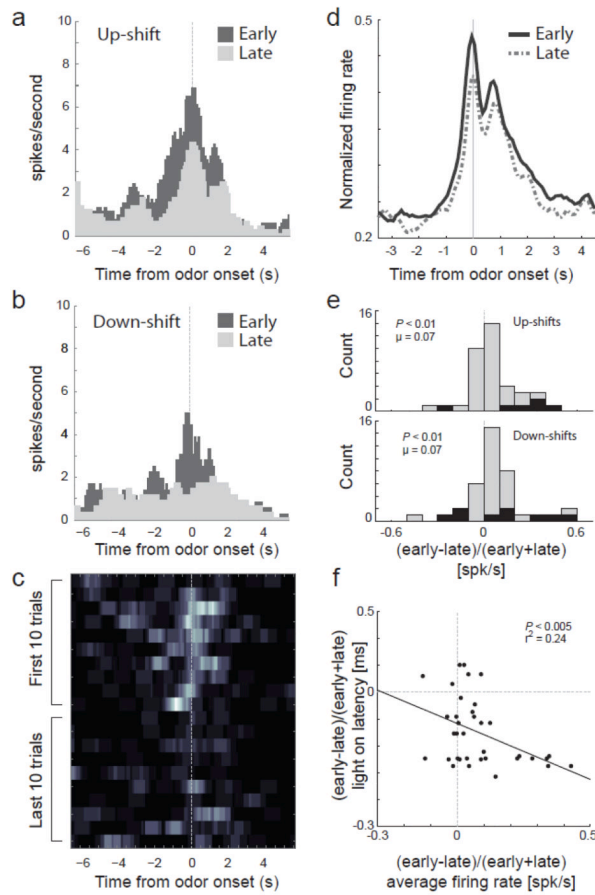 a
Up-shift
Early
Late
10
8
6
4
2
0
spikes/second
−6 −4 −2 0 2 4
Time from odor onset (s)
b
Down-shift
Early
Late
10
8
6
4
2
0
spikes/second
−6 −4 −2 0 2 4
Time from odor onset (s)
c
First 10 trials
Last 10 trials
−6 −4 −2 0 2 4
Time from odor onset (s)
d
Early
Late
0.5
0.2
Normalized firing rate
-3 -2 -1 0 1 2 3 4
Time from odor onset (s)
e
16
0
Count
P < 0.01
μ = 0.07
Up-shifts
16
0
Count
P < 0.01
μ = 0.07
Down-shifts
-0.6 0 0.6
(early-late)/(early+late)
[spk/s]
f
0.5
0
-0.3
(early-late)/(early+late)
light on latency [ms]
P < 0.005
r² = 0.24
-0.3 0 0.5
(early-late)/(early+late)
average firing rate [spk/s]